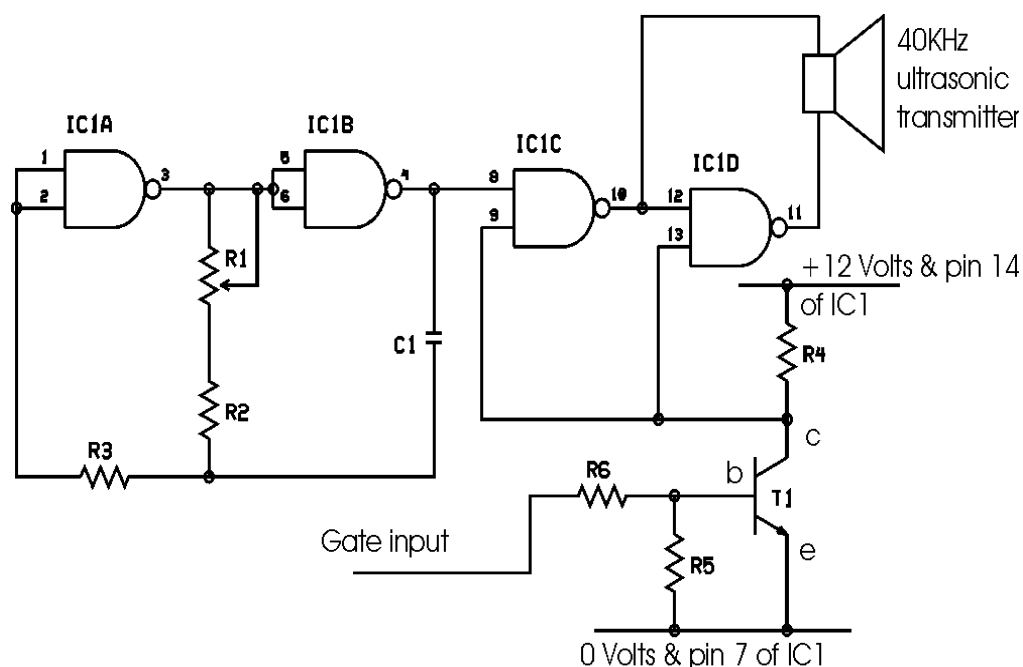 40KHz
ultrasonic
transmitter
IC1A
IC1B
IC1C
IC1D
1
2
3
5
6
4
8
9
10
12
13
11
R1
C1
R2
R3
+12 Volts & pin 14
of IC1
R4
c
R6
b
T1
Gate input
R5
e
0 Volts & pin 7 of IC1